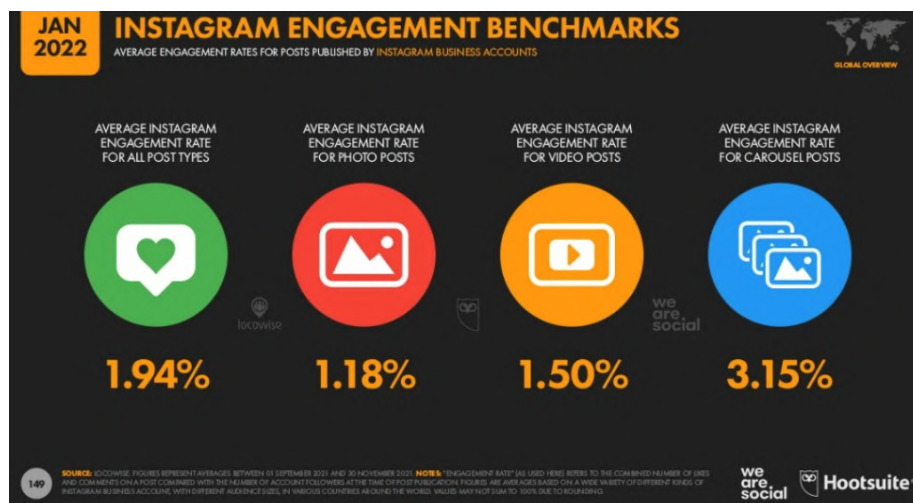 JAN
2022
INSTAGRAM ENGAGEMENT BENCHMARKS
AVERAGE ENGAGEMENT RATES FOR POSTS PUBLISHED BY INSTAGRAM BUSINESS ACCOUNTS
GLOBAL OVERVIEW
AVERAGE INSTAGRAM
ENGAGEMENT RATE
FOR ALL POST TYPES
AVERAGE INSTAGRAM
ENGAGEMENT RATE
FOR PHOTO POSTS
AVERAGE INSTAGRAM
ENGAGEMENT RATE
FOR VIDEO POSTS
AVERAGE INSTAGRAM
ENGAGEMENT RATE
FOR CAROUSEL POSTS
locowise
we
are.
social
1.94%
1.18%
1.50%
3.15%
149
SOURCE: LOCOWISE. FIGURES REPRESENT AVERAGES BETWEEN 01 SEPTEMBER 2021 AND 30 NOVEMBER 2021. NOTES: "ENGAGEMENT RATE" (AS USED HERE) REFERS TO THE COMBINED NUMBER OF LIKES
AND COMMENTS ON A POST COMPARED WITH THE NUMBER OF ACCOUNT FOLLOWERS AT THE TIME OF POST PUBLICATION. FIGURES ARE AVERAGES BASED ON A WIDE VARIETY OF DIFFERENT KINDS OF
INSTAGRAM BUSINESS ACCOUNT, WITH DIFFERENT AUDIENCE SIZES, IN VARIOUS COUNTRIES AROUND THE WORLD. VALUES MAY NOT SUM TO 100% DUE TO ROUNDING.
we
are.
social
Hootsuite